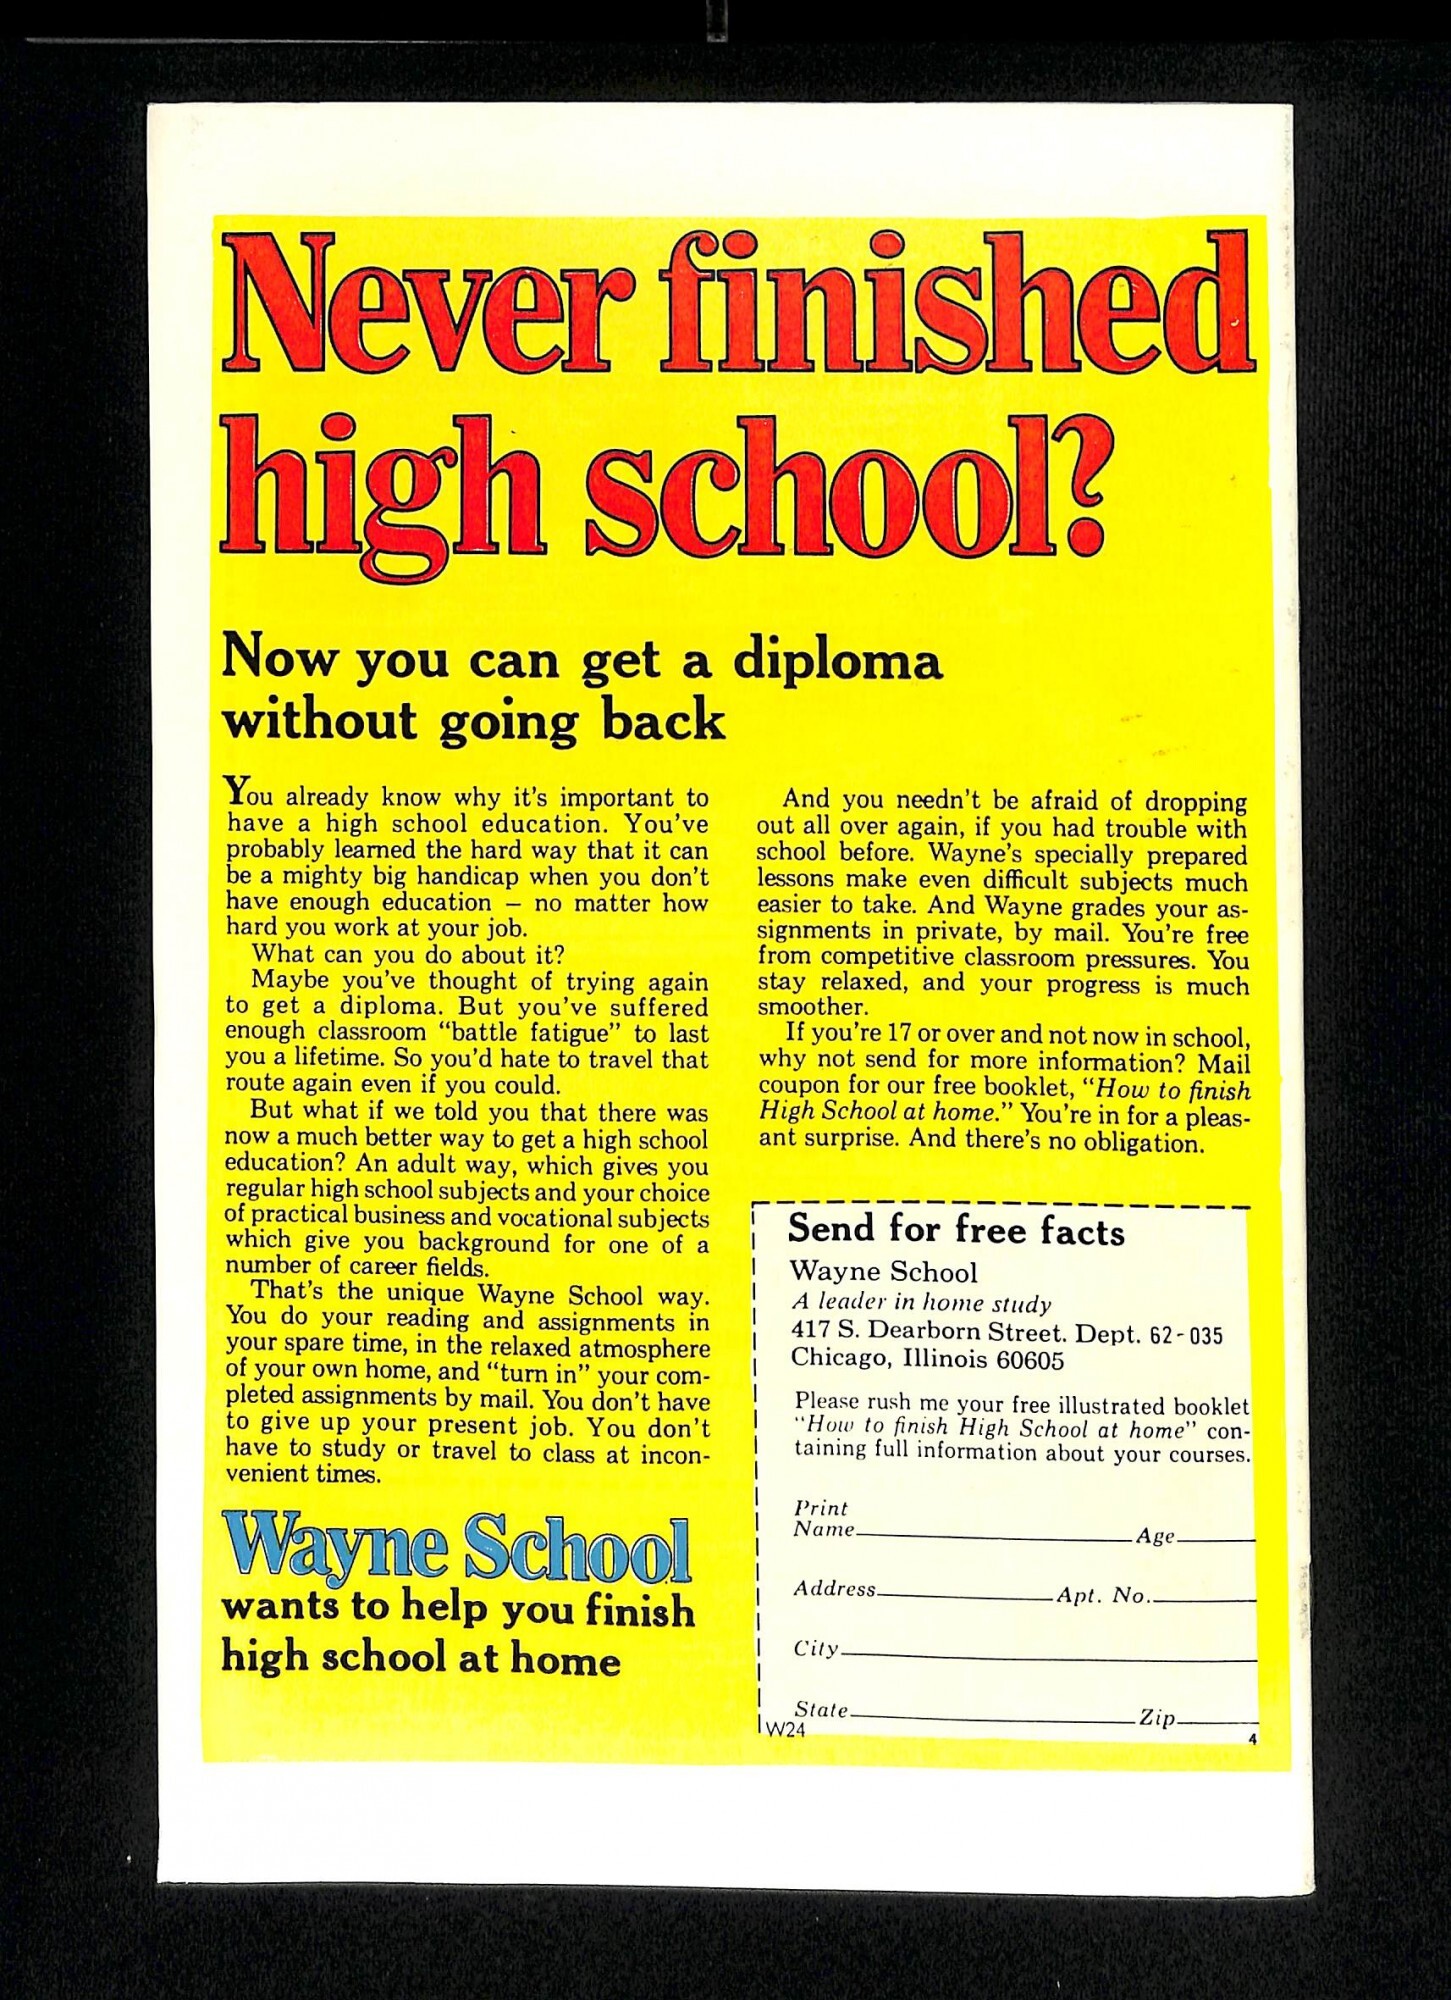 Never finished
high school?
Now you can get a diploma
without going back
You already know why it's important to
have a high school education. You've
probably learned the hard way that it can
be a mighty big handicap when you don't
have enough education – no matter how
hard you work at your job.
What can you do about it?
Maybe you've thought of trying again
to get a diploma. But you've suffered
enough classroom “battle fatigue” to last
you a lifetime. So you'd hate to travel that
route again even if you could.
But what if we told you that there was
now a much better way to get a high school
education? An adult way, which gives you
regular high school subjects and your choice
of practical business and vocational subjects
which give you background for one of a
number of career fields.
That's the unique Wayne School way.
You do your reading and assignments in
your spare time, in the relaxed atmosphere
of your own home, and “turn in” your com-
pleted assignments by mail. You don't have
to give up your present job. You don't
have to study or travel to class at incon-
venient times.
Wayne School
wants to help you finish
high school at home
And you needn't be afraid of dropping
out all over again, if you had trouble with
school before. Wayne's specially prepared
lessons make even difficult subjects much
easier to take. And Wayne grades your as-
signments in private, by mail. You're free
from competitive classroom pressures. You
stay relaxed, and your progress is much
smoother.
If you're 17 or over and not now in school,
why not send for more information? Mail
coupon for our free booklet, “How to finish
High School at home.” You're in for a pleas-
ant surprise. And there's no obligation.
Send for free facts
Wayne School
A leader in home study
417 S. Dearborn Street. Dept. 62-035
Chicago, Illinois 60605
Please rush me your free illustrated booklet
“How to finish High School at home” con-
taining full information about your courses.
Print
Name Age
Address Apt. No.
City
State Zip
W24
4